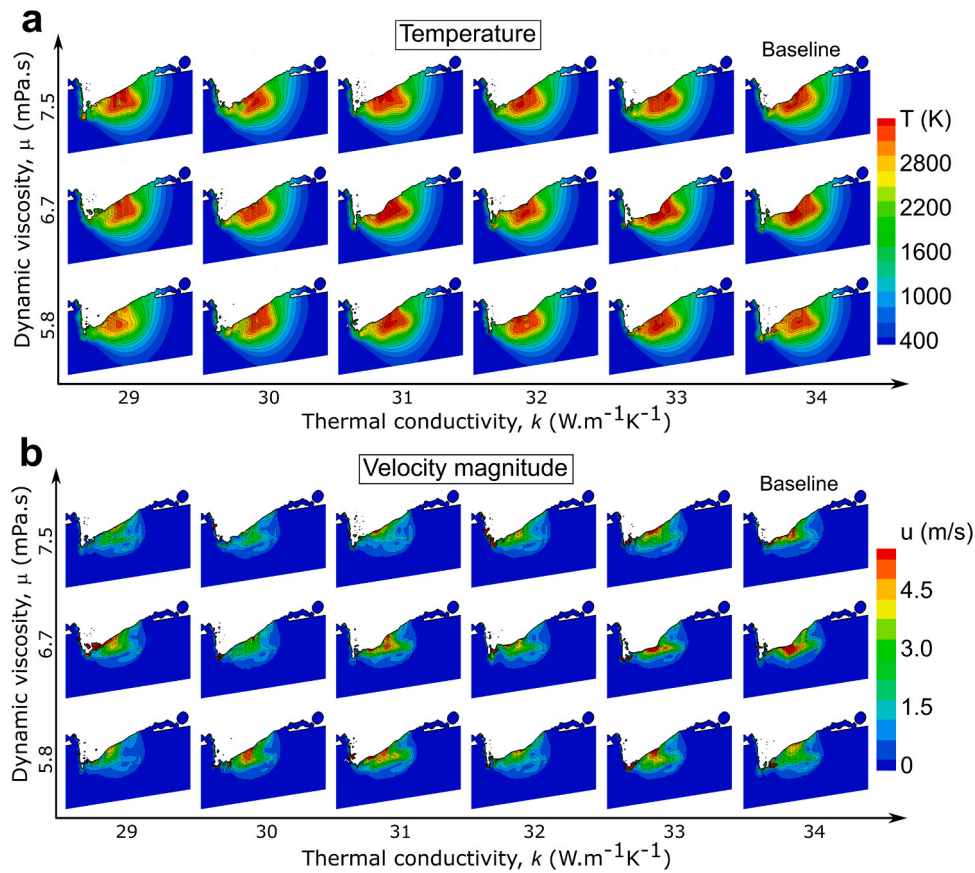 a
Temperature
Baseline
Dynamic viscosity, μ (mPa.s)
7.5
6.7
5.8
T (K)
2800
2200
1600
1000
400
29 30 31 32 33 34
Thermal conductivity, k (W.m⁻¹K⁻¹)
b
Velocity magnitude
Baseline
Dynamic viscosity, μ (mPa.s)
7.5
6.7
5.8
u (m/s)
4.5
3.0
1.5
0
29 30 31 32 33 34
Thermal conductivity, k (W.m⁻¹K⁻¹)